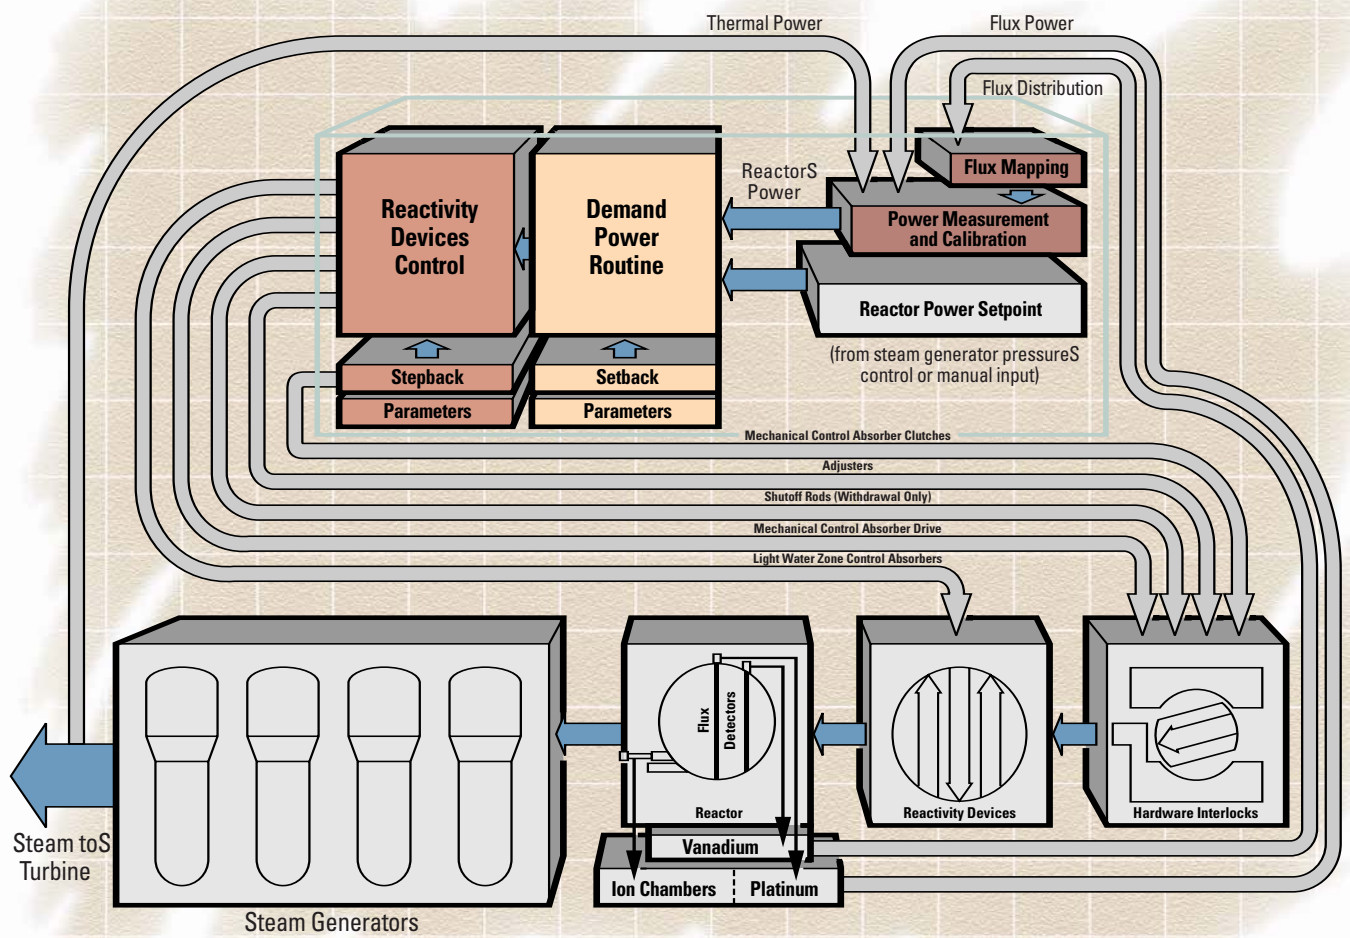 Thermal Power
Flux Power
Flux Distribution
Flux Mapping
ReactorS
Power
Reactivity
Devices
Control
Demand
Power
Routine
Power Measurement
and Calibration
Reactor Power Setpoint
(from steam generator pressureS
control or manual input)
Stepback
Parameters
Setback
Parameters
Mechanical Control Absorber Clutches
Adjusters
Shutoff Rods (Withdrawal Only)
Mechanical Control Absorber Drive
Light Water Zone Control Absorbers
Flux
Detectors
Reactor
Reactivity Devices
Hardware Interlocks
Vanadium
Ion Chambers
Platinum
Steam toS
Turbine
Steam Generators